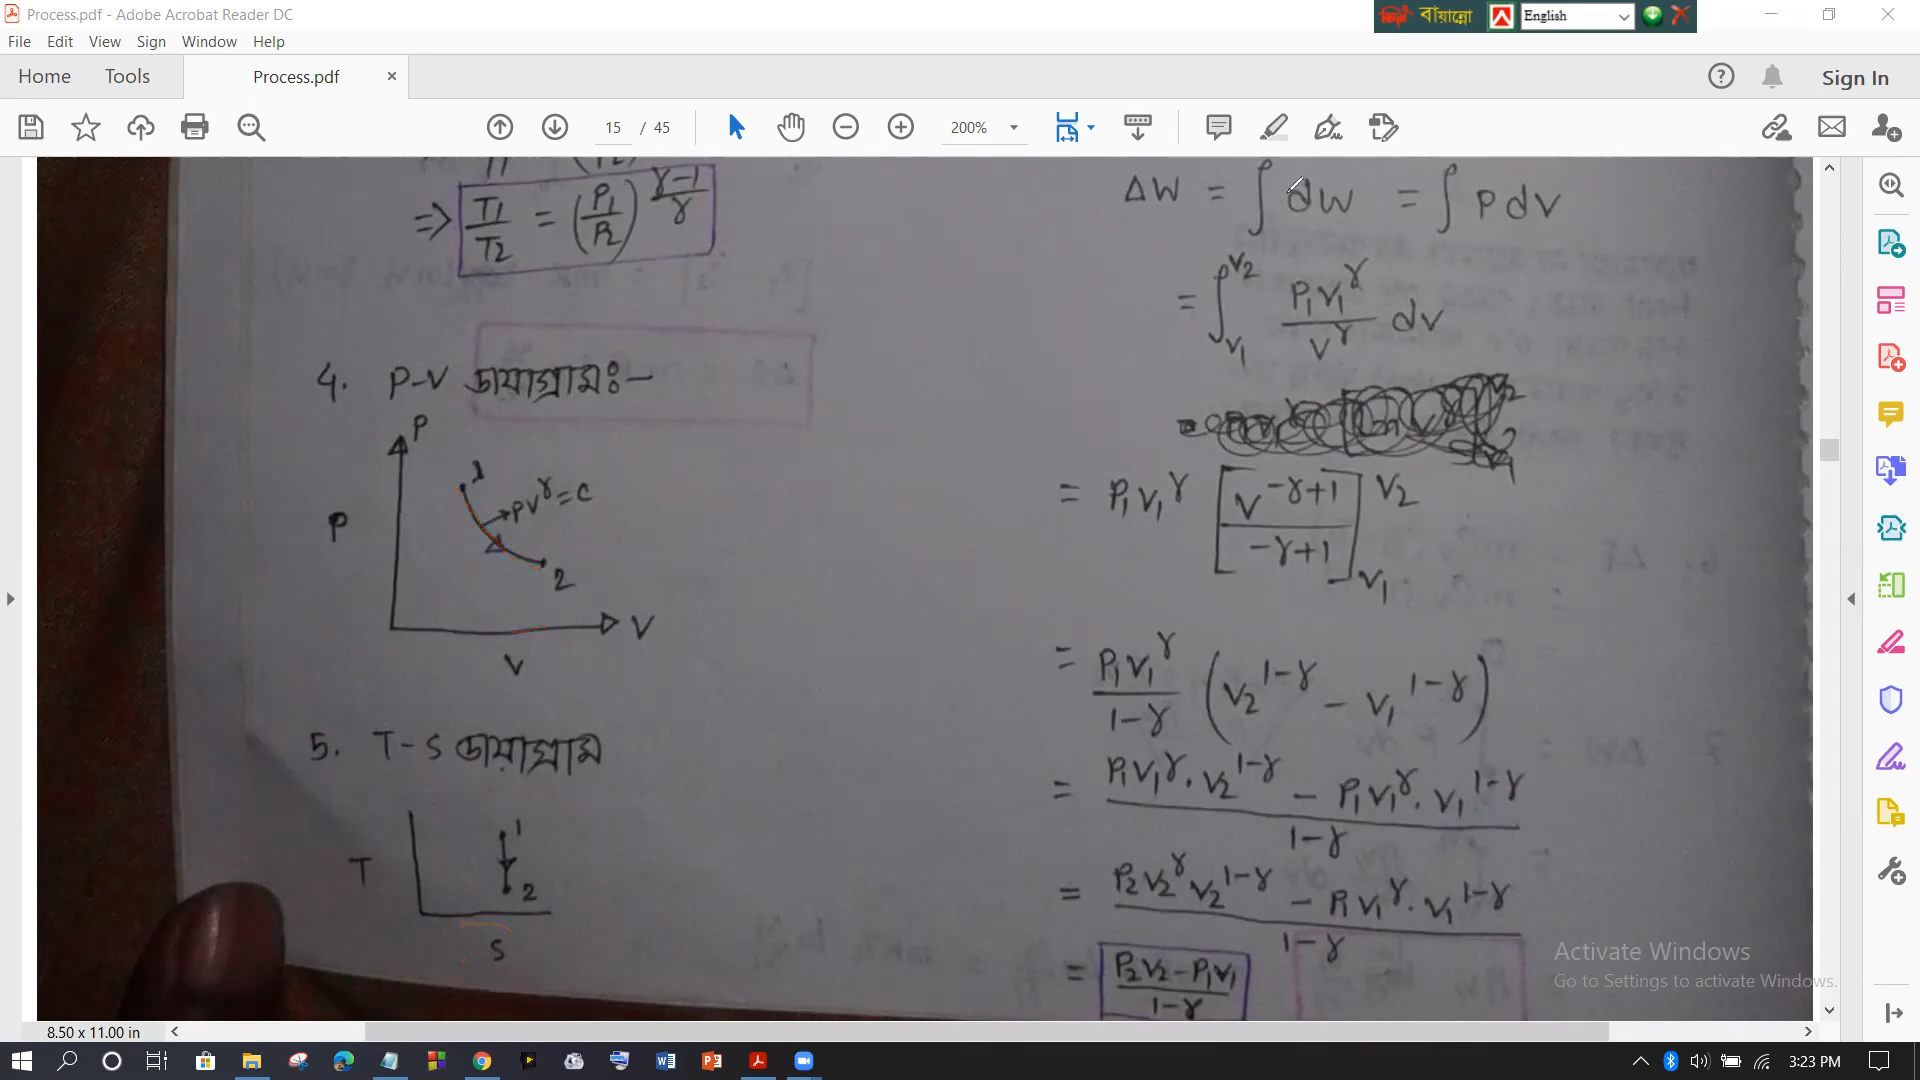 Process.pdf - Adobe Acrobat Reader DC
বায়ান্নো
English
File Edit View Sign Window Help
Home Tools Process.pdf × Sign In
15 / 45 200%
⇒ T1/T2 = (P1/P2)^(γ-1)/γ
4. P-V ডায়াগ্রামঃ-
P
1
PV^γ = C
P
2
V
V
5. T-S ডায়াগ্রাম
1
T
2
S
ΔW = ∫dW = ∫PdV
= ∫_V1^V2 P1V1^γ/V^γ dV
= P1V1^γ [V^(-γ+1)/(-γ+1)]_V1^V2
= P1V1^γ/(1-γ) (V2^(1-γ) - V1^(1-γ))
= (P1V1^γ . V2^(1-γ) - P1V1^γ . V1^(1-γ))/(1-γ)
= (P2V2^γ V2^(1-γ) - P1V1^γ . V1^(1-γ))/(1-γ)
= (P2V2-P1V1)/(1-γ)
Activate Windows
Go to Settings to activate Windows.
8.50 x 11.00 in
3:23 PM